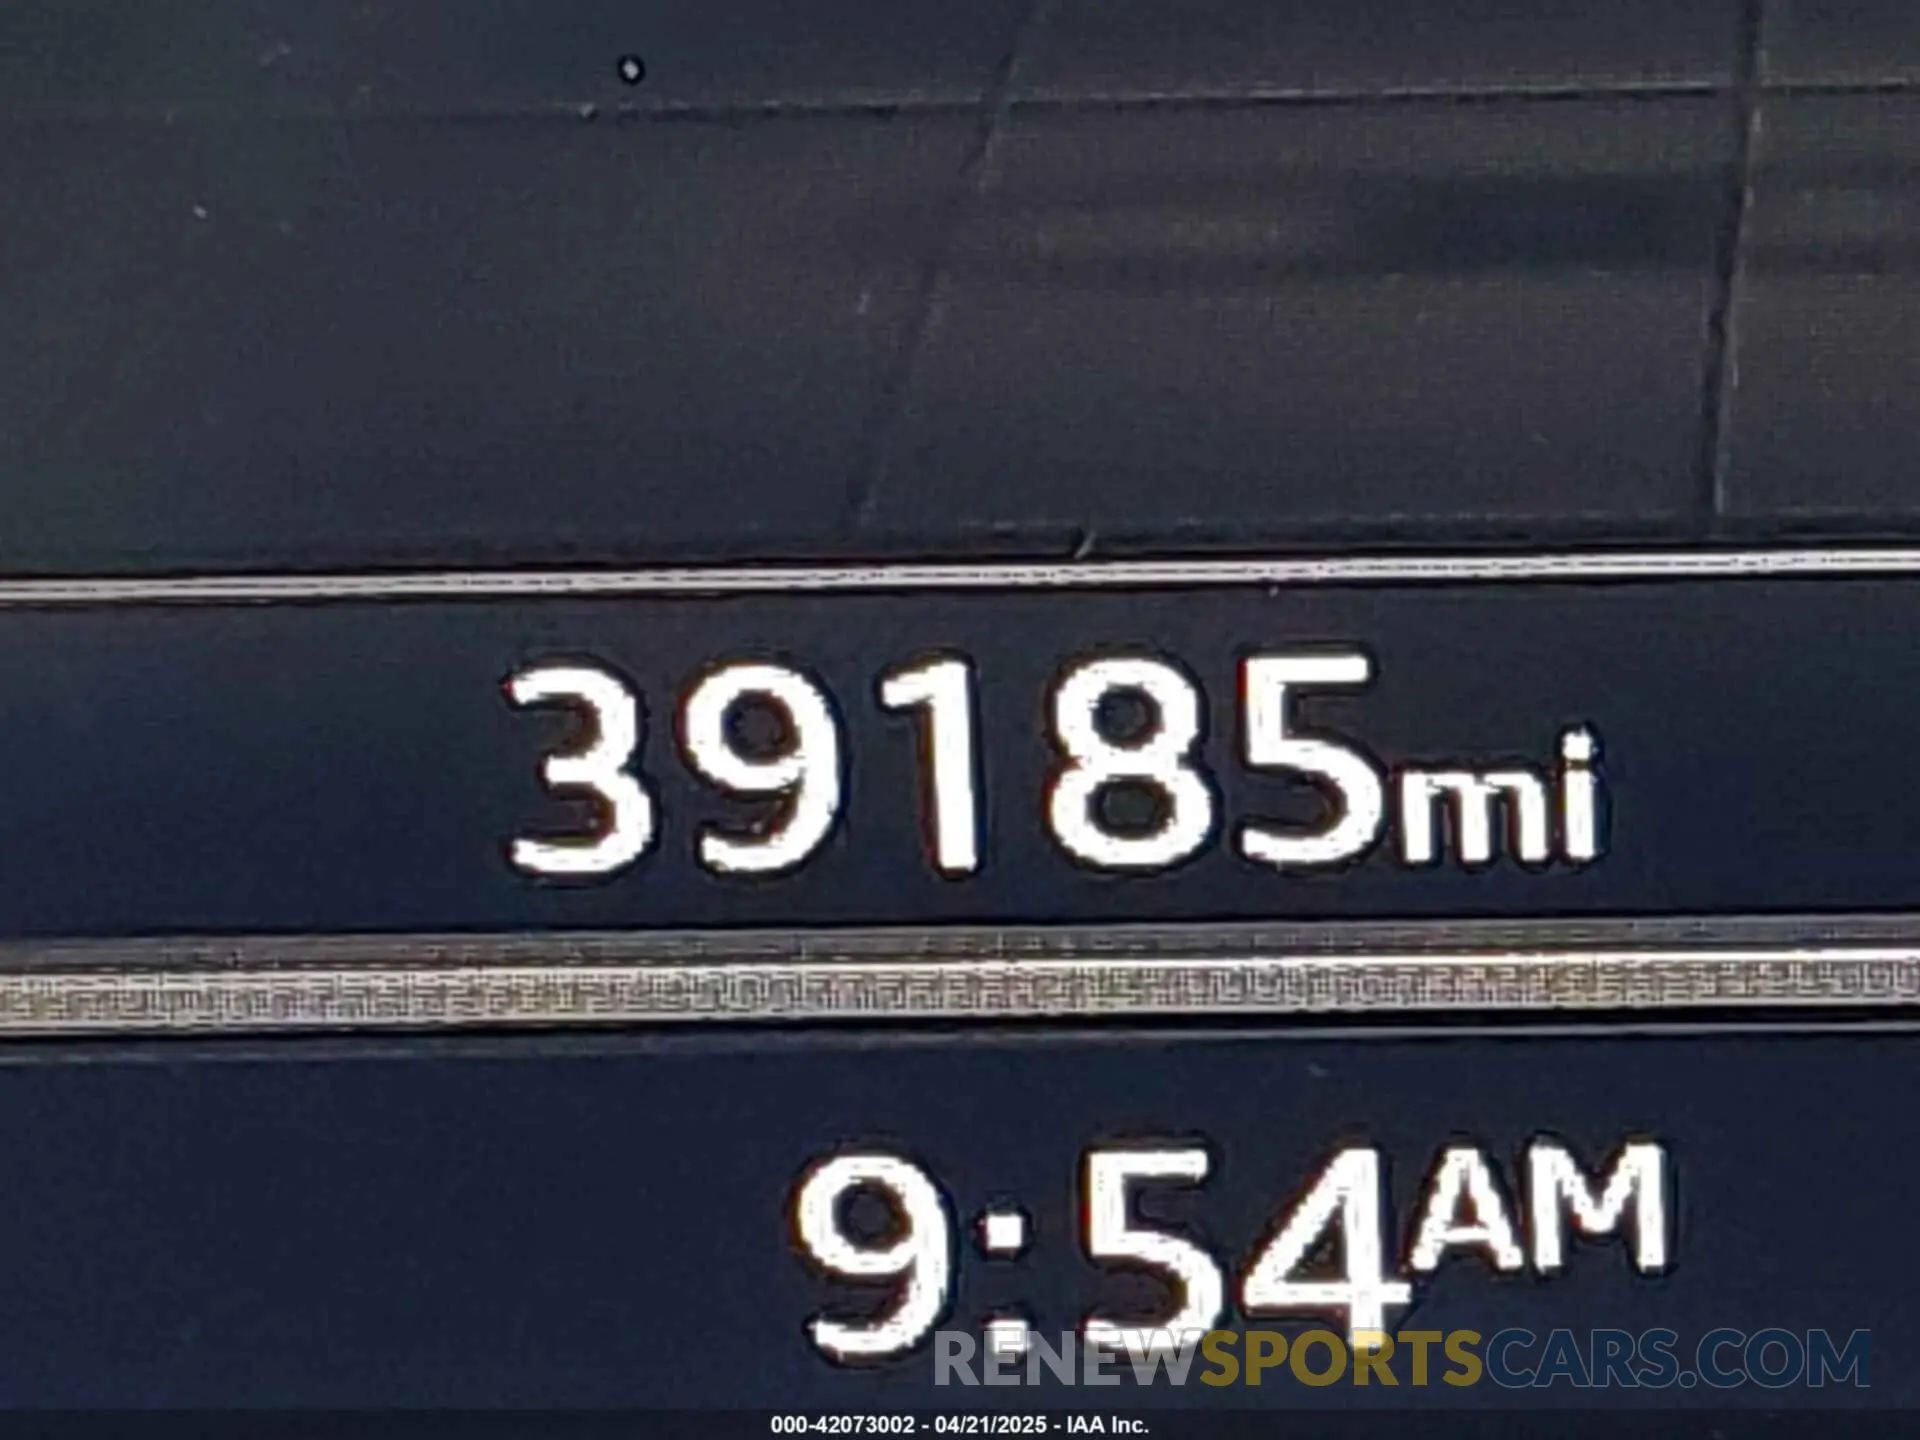 39185mi
9:54AM
RENEWSPORTSCARS.COM
000-42073002 - 04/21/2025 - IAA Inc.